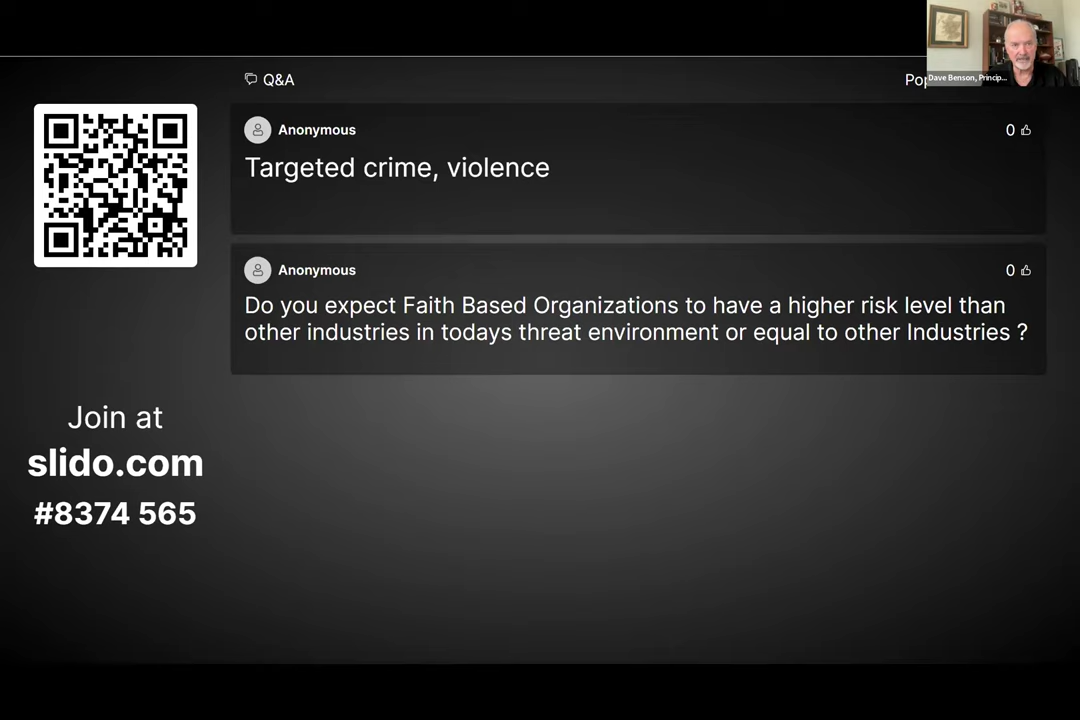 Q&A
Dave Benson, Princip...
Anonymous
0
Targeted crime, violence
Anonymous
0
Do you expect Faith Based Organizations to have a higher risk level than
other industries in todays threat environment or equal to other Industries ?
Join at
slido.com
#8374 565